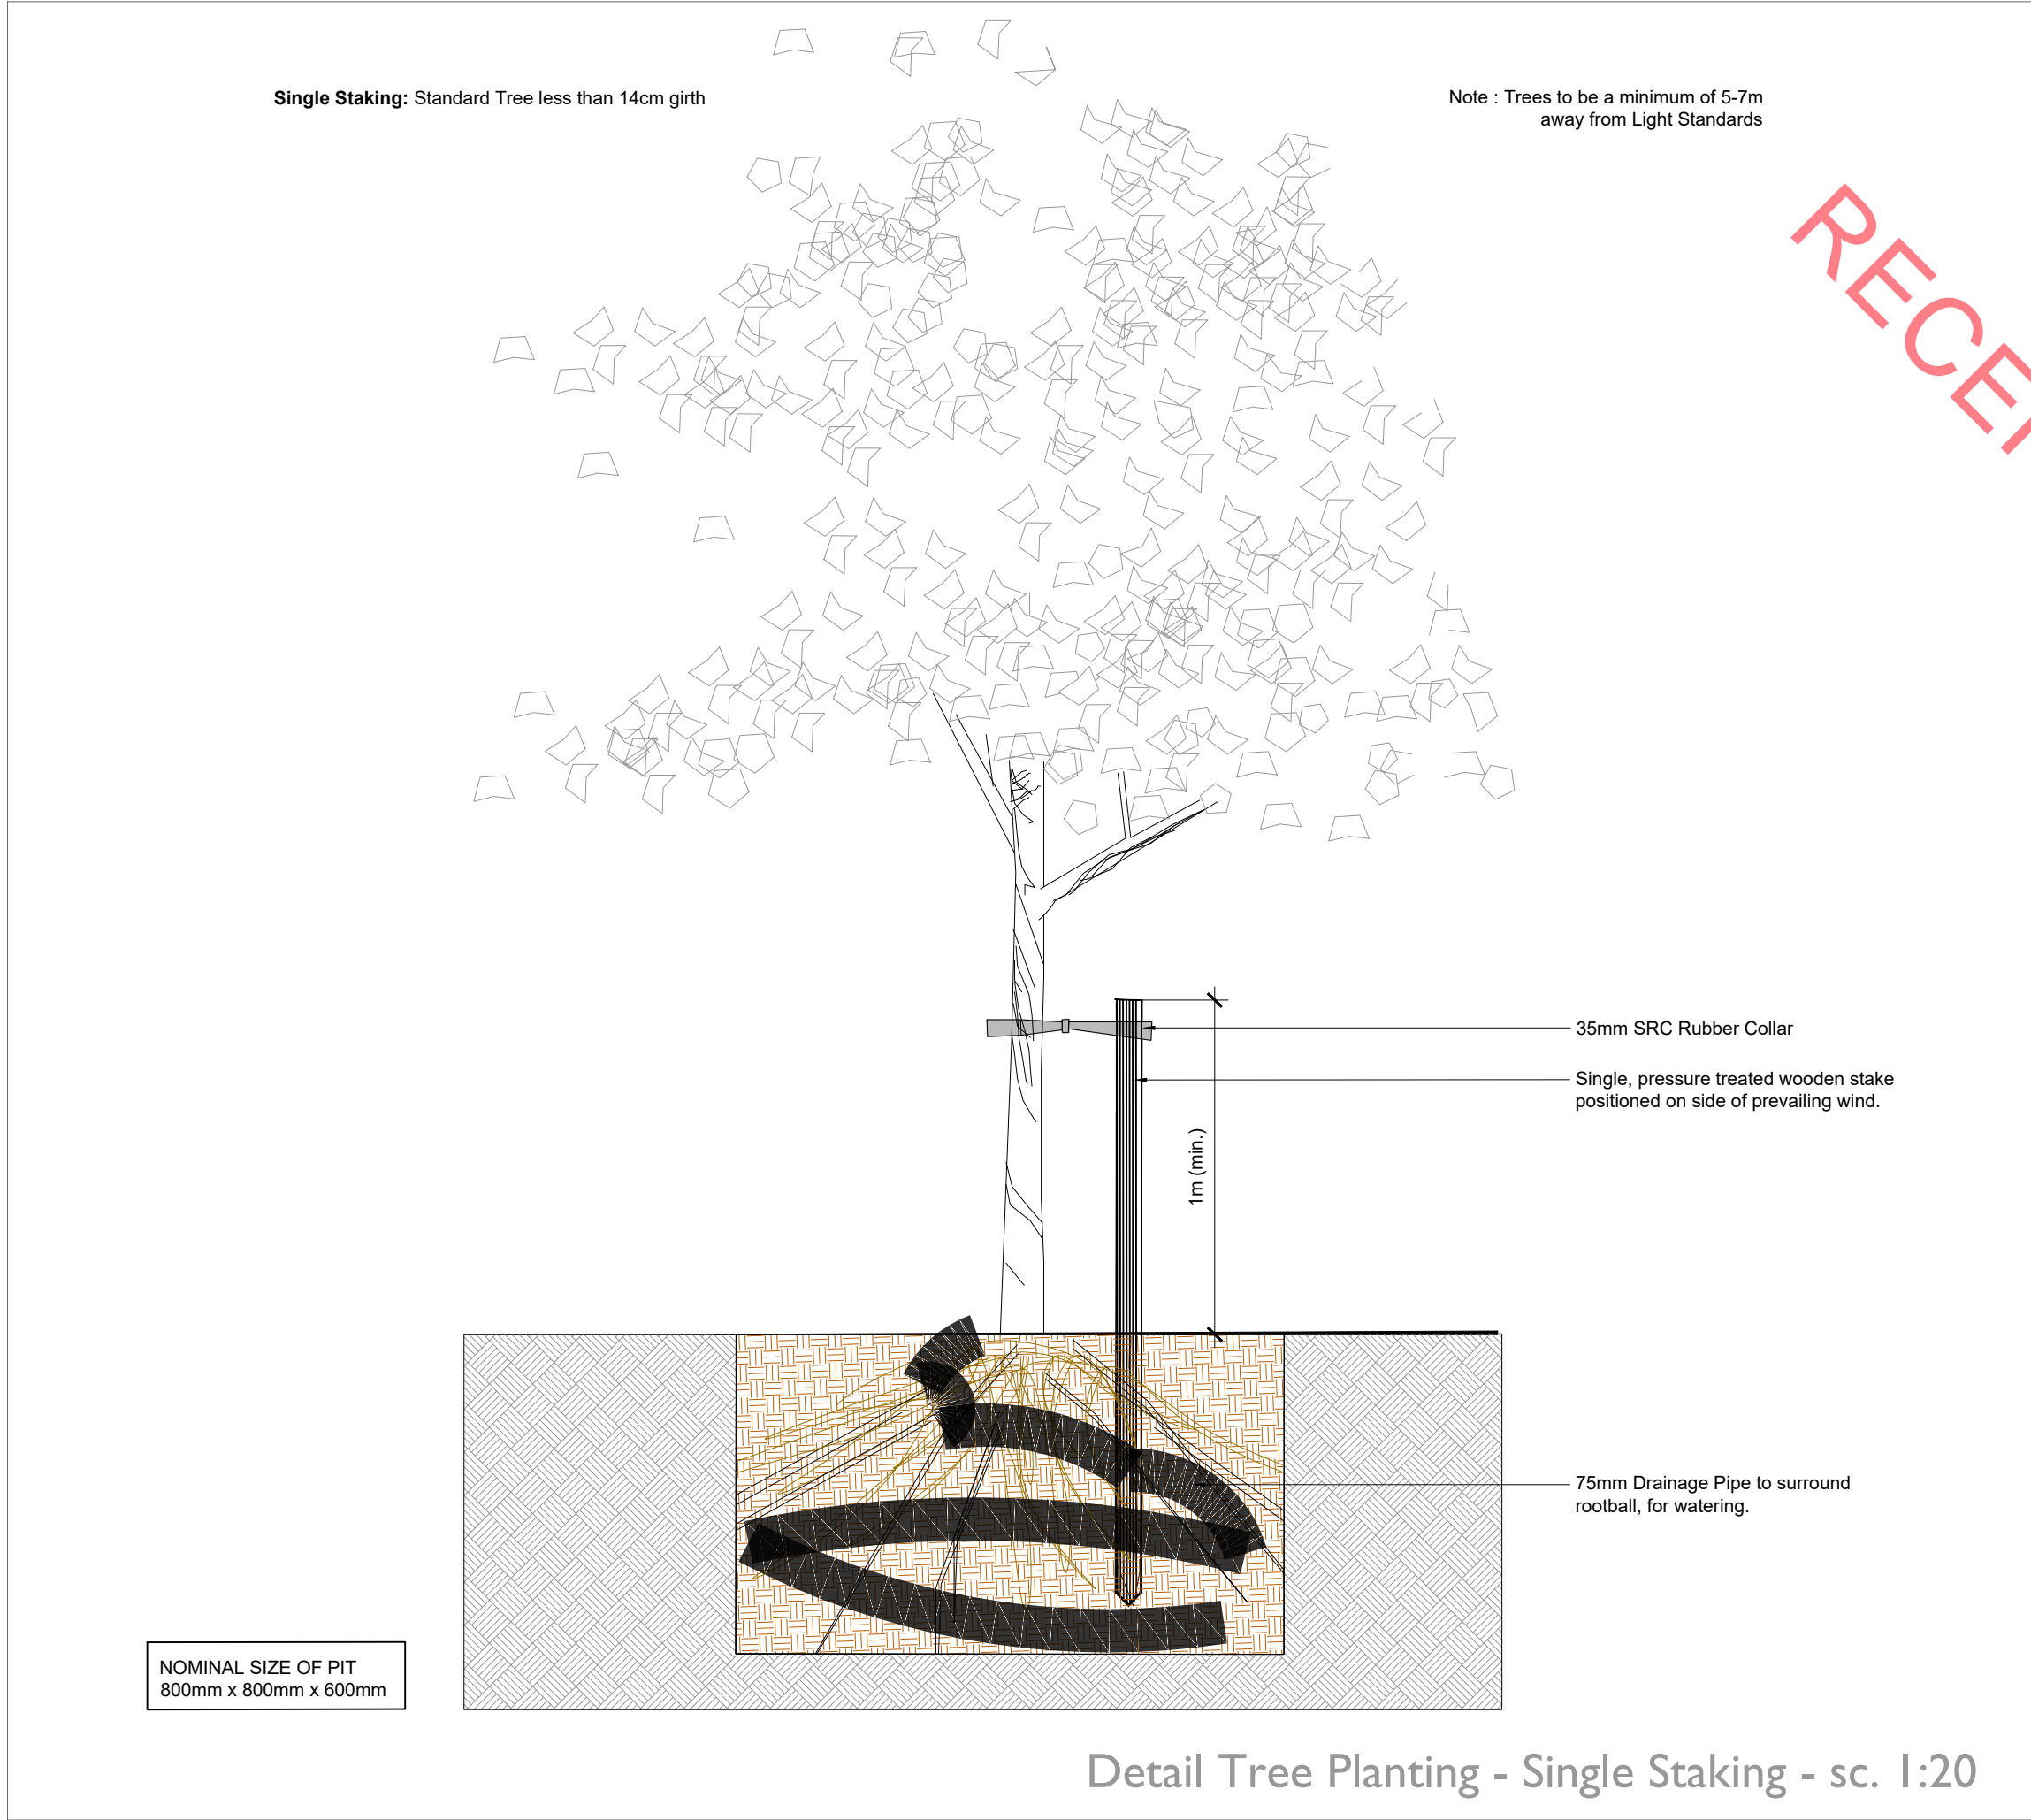 Single Staking: Standard Tree less than 14cm girth
Note : Trees to be a minimum of 5-7m
away from Light Standards
35mm SRC Rubber Collar
Single, pressure treated wooden stake
positioned on side of prevailing wind.
1m (min.)
75mm Drainage Pipe to surround
rootball, for watering.
NOMINAL SIZE OF PIT
800mm x 800mm x 600mm
Detail Tree Planting - Single Staking - sc. 1:20